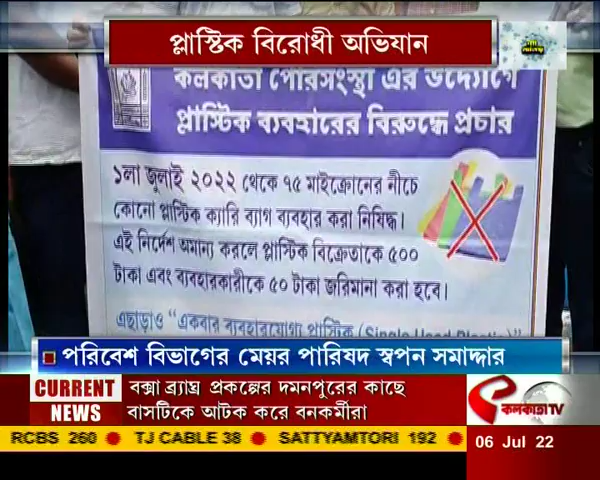 প্লাস্টিক বিরোধী অভিযান
কলকাতা পৌরসংস্থা এর উদ্যোগে
প্লাস্টিক ব্যবহারের বিরুদ্ধে প্রচার
১লা জুলাই ২০২২ থেকে ৭৫ মাইক্রোনের নীচে
কোনো প্লাস্টিক ক্যারি ব্যাগ ব্যবহার করা নিষিদ্ধ।
এই নির্দেশ অমান্য করলে প্লাস্টিক বিক্রেতাকে ৫০০
টাকা এবং ব্যবহারকারীকে ৫০ টাকা জরিমানা করা হবে।
এছাড়াও “একবার ব্যবহারযোগ্য প্লাস্টিক (Single Used Plastic)”
পরিবেশ বিভাগের মেয়র পারিষদ স্বপন সমাদ্দার
CURRENT NEWS
বক্সা ব্যাঘ্র প্রকল্পের দমনপুরের কাছে
বাসটিকে আটক করে বনকর্মীরা
কলকাতা TV
RCBS 260 TJ CABLE 38 SATTYAMTORI 192
06 Jul 22